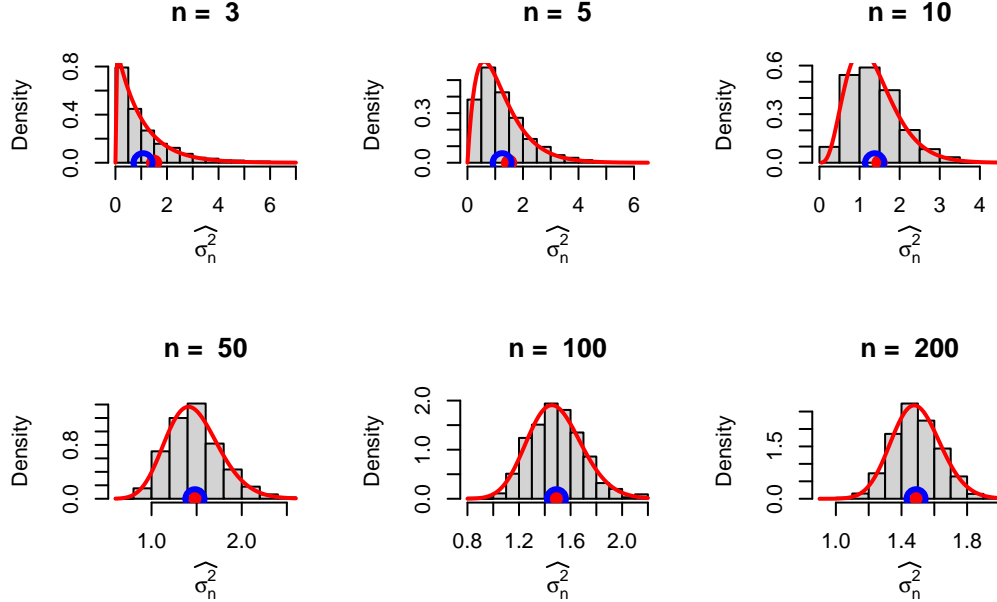 n = 3
Density
0.0 0.4 0.8
0 2 4 6
σ̂²ₙ
n = 5
Density
0.0 0.3
0 2 4 6
σ̂²ₙ
n = 10
Density
0.0 0.3 0.6
0 1 2 3 4
σ̂²ₙ
n = 50
Density
0.0 0.8
1.0 2.0
σ̂²ₙ
n = 100
Density
0.0 1.0 2.0
0.8 1.2 1.6 2.0
σ̂²ₙ
n = 200
Density
0.0 1.5
1.0 1.4 1.8
σ̂²ₙ